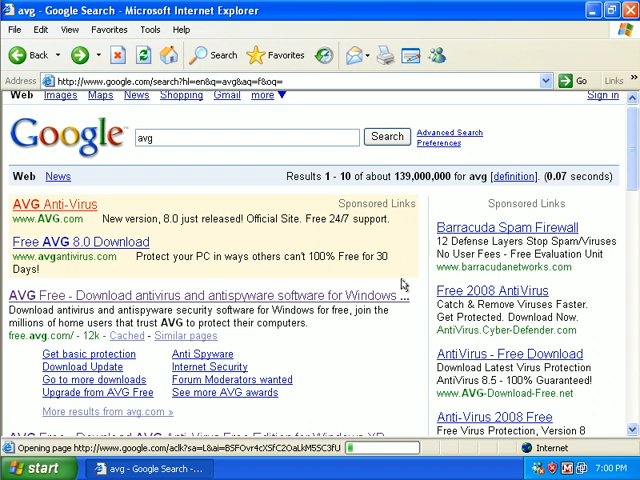 avg - Google Search - Microsoft Internet Explorer
File Edit View Favorites Tools Help
Back Search Favorites
Address http://www.google.com/search?hl=en&q=avg&aq=f&oq= Go Links »
Web Images Maps News Shopping Gmail more ▼ Sign in
Google avg Search Advanced Search
Preferences
Web News Results 1 - 10 of about 139,000,000 for avg [definition]. (0.07 seconds)
AVG Anti-Virus Sponsored Links
www.AVG.com New version, 8.0 just released! Official Site. Free 24/7 support.
Free AVG 8.0 Download
www.avgantivirus.com Protect your PC in ways others can't 100% Free for 30
Days!
AVG Free - Download antivirus and antispyware software for Windows ...
Download antivirus and antispyware security software for Windows for free, join the
millions of home users that trust AVG to protect their computers.
free.avg.com/ - 12k - Cached - Similar pages
Get basic protection Anti Spyware
Download Update Internet Security
Go to more downloads Forum Moderators wanted
Upgrade from AVG Free See more AVG awards
More results from avg.com »
Sponsored Links
Barracuda Spam Firewall
12 Defense Layers Stop Spam/Viruses
No User Fees - Free Evaluation Unit
www.barracudanetworks.com
Free 2008 AntiVirus
Catch & Remove Viruses Faster.
Get Protected. Download Now.
AntiVirus.Cyber-Defender.com
AntiVirus - Free Download
Download Latest Virus Protection
AntiVirus 8.5 - 100% Guaranteed!
www.AVG-Download-Free.net
Anti-Virus 2008 Free
Free Virus Protection, Version 8
Opening page http://www.google.com/aclk?sa=L&ai= Internet
start avg - Google Search -... 7:00 PM